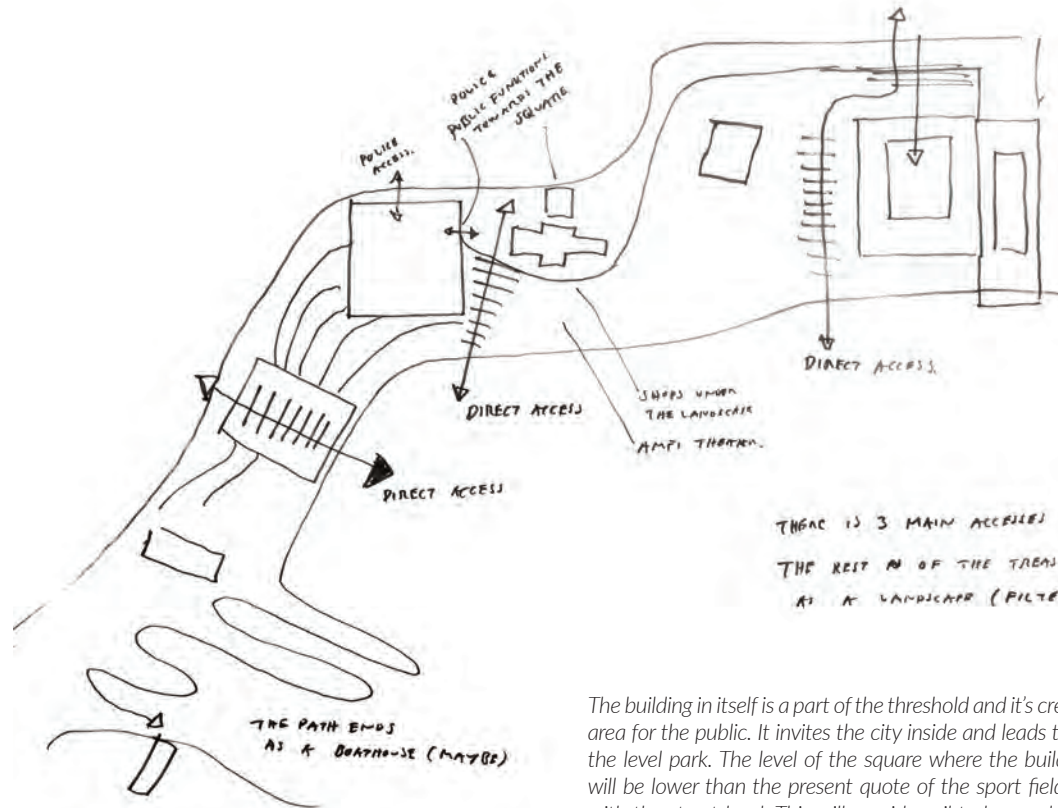 POLICE
PUBLIC FUNCTIONS
TOWARDS THE
SQUARE
POLICE
ACCESS.
DIRECT ACCESS.
DIRECT ACCESS
SHOPS UNDER
THE LANDSCAPE
AMFI THEATER.
DIRECT ACCESS
THERE IS 3 MAIN ACCESSES
THE REST OF THE
AS A LANDSCAPE
THE PATH ENDS
AS A BOATHOUSE (MAYBE)
The building in itself is a part of the threshold and it's
area for the public. It invites the city inside and leads
the level park. The level of the square where the
will be lower than the present quote of the sport